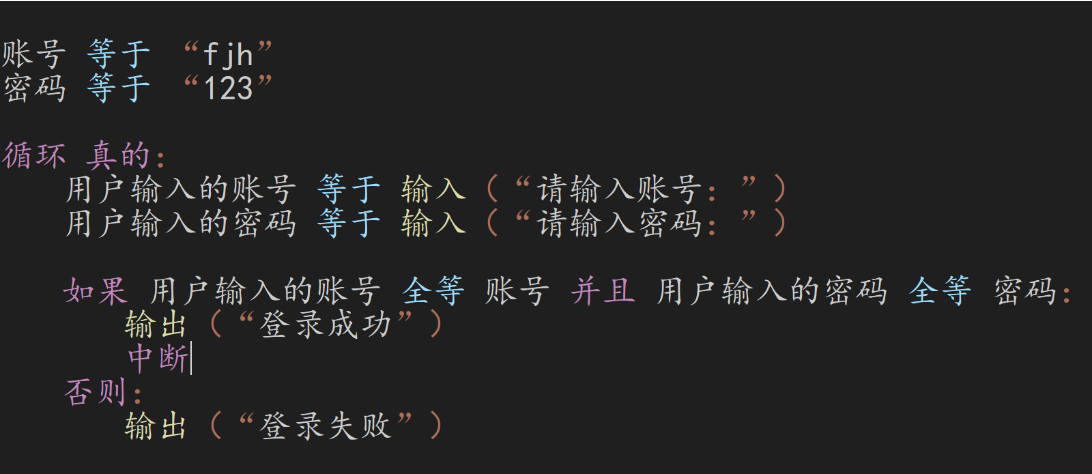 账号 等于 “fjh”
密码 等于 “123”
循环 真的：
用户输入的账号 等于 输入（“请输入账号：”）
用户输入的密码 等于 输入（“请输入密码：”）
如果 用户输入的账号 全等 账号 并且 用户输入的密码 全等 密码：
输出（“登录成功”）
中断
否则：
输出（“登录失败”）